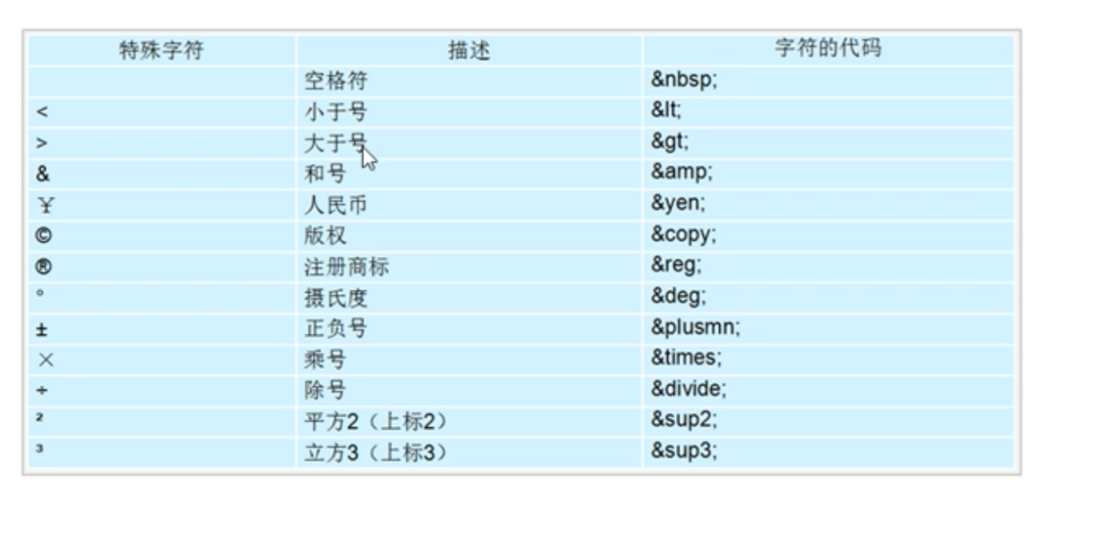 特殊字符 描述 字符的代码
空格符 &nbsp;
< 小于号 &lt;
> 大于号 &gt;
& 和号 &amp;
¥ 人民币 &yen;
© 版权 &copy;
® 注册商标 &reg;
° 摄氏度 &deg;
± 正负号 &plusmn;
× 乘号 &times;
÷ 除号 &divide;
² 平方2（上标2） &sup2;
³ 立方3（上标3） &sup3;